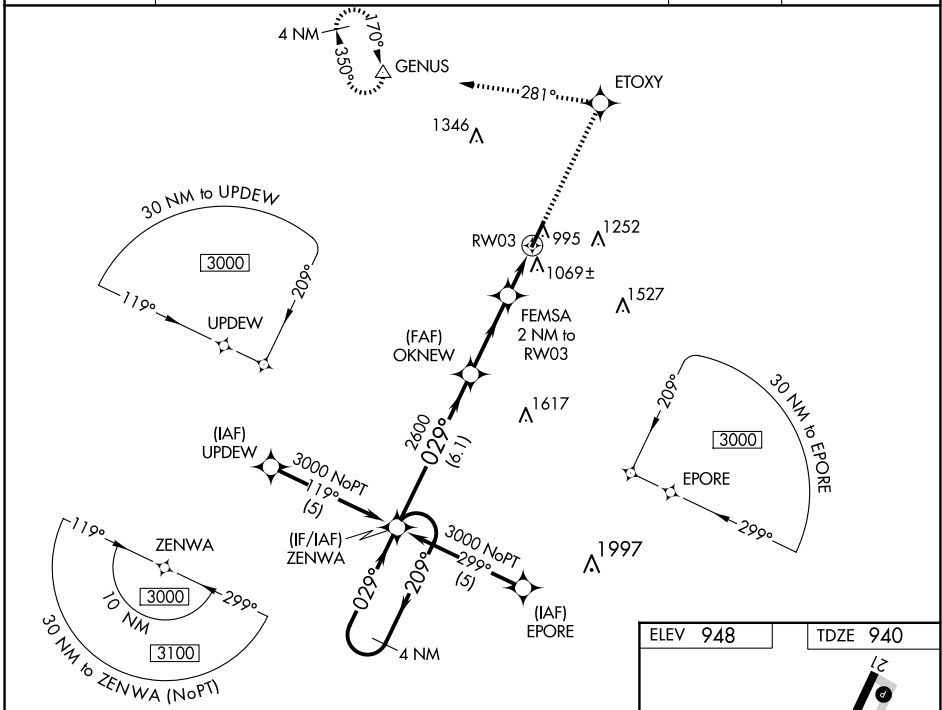 4 NM
170°
350°
GENUS
281°
ETOXY
1346
30 NM to UPDEW
3000
119°
209°
UPDEW
RW03
995
1252
1069±
1527
FEMSA
2 NM to
RW03
(FAF)
OKNEW
1617
2600
029°
(6.1)
209°
30 NM to EPORE
3000
EPORE
299°
(IAF)
UPDEW
3000 NoPT
119°
(5)
(IF/IAF)
ZENWA
3000 NoPT
299°
(5)
1997
(IAF)
EPORE
029°
209°
4 NM
119°
ZENWA
299°
3000
10 NM
3100
30 NM to ZENWA (NoPT)
ELEV 948
TDZE 940
21
P